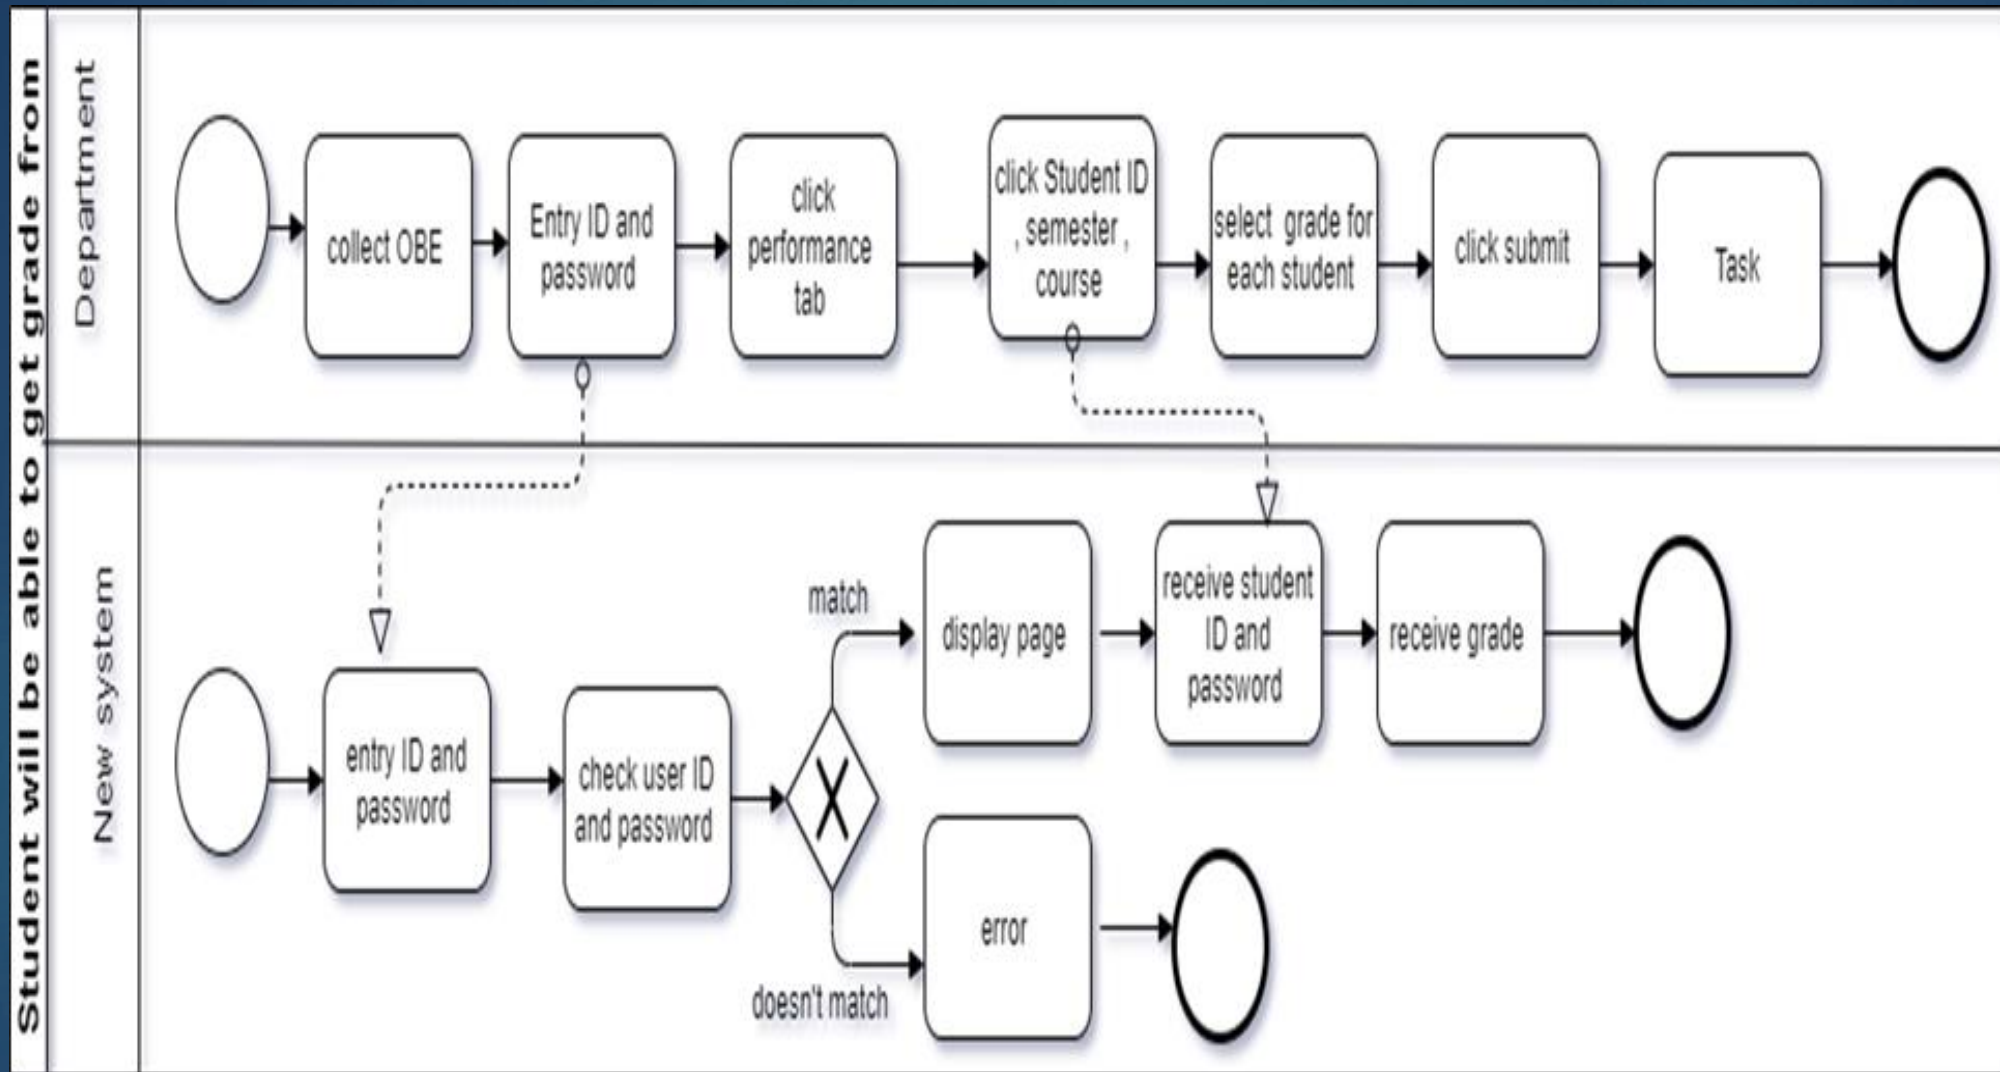 Student will be able to get grade from
Department
collect OBE
Entry ID and
password
click
performance
tab
click Student ID
, semester ,
course
select grade for
each student
click submit
Task
New system
entry ID and
password
check user ID
and password
match
doesn't match
display page
receive student
ID and
password
receive grade
error